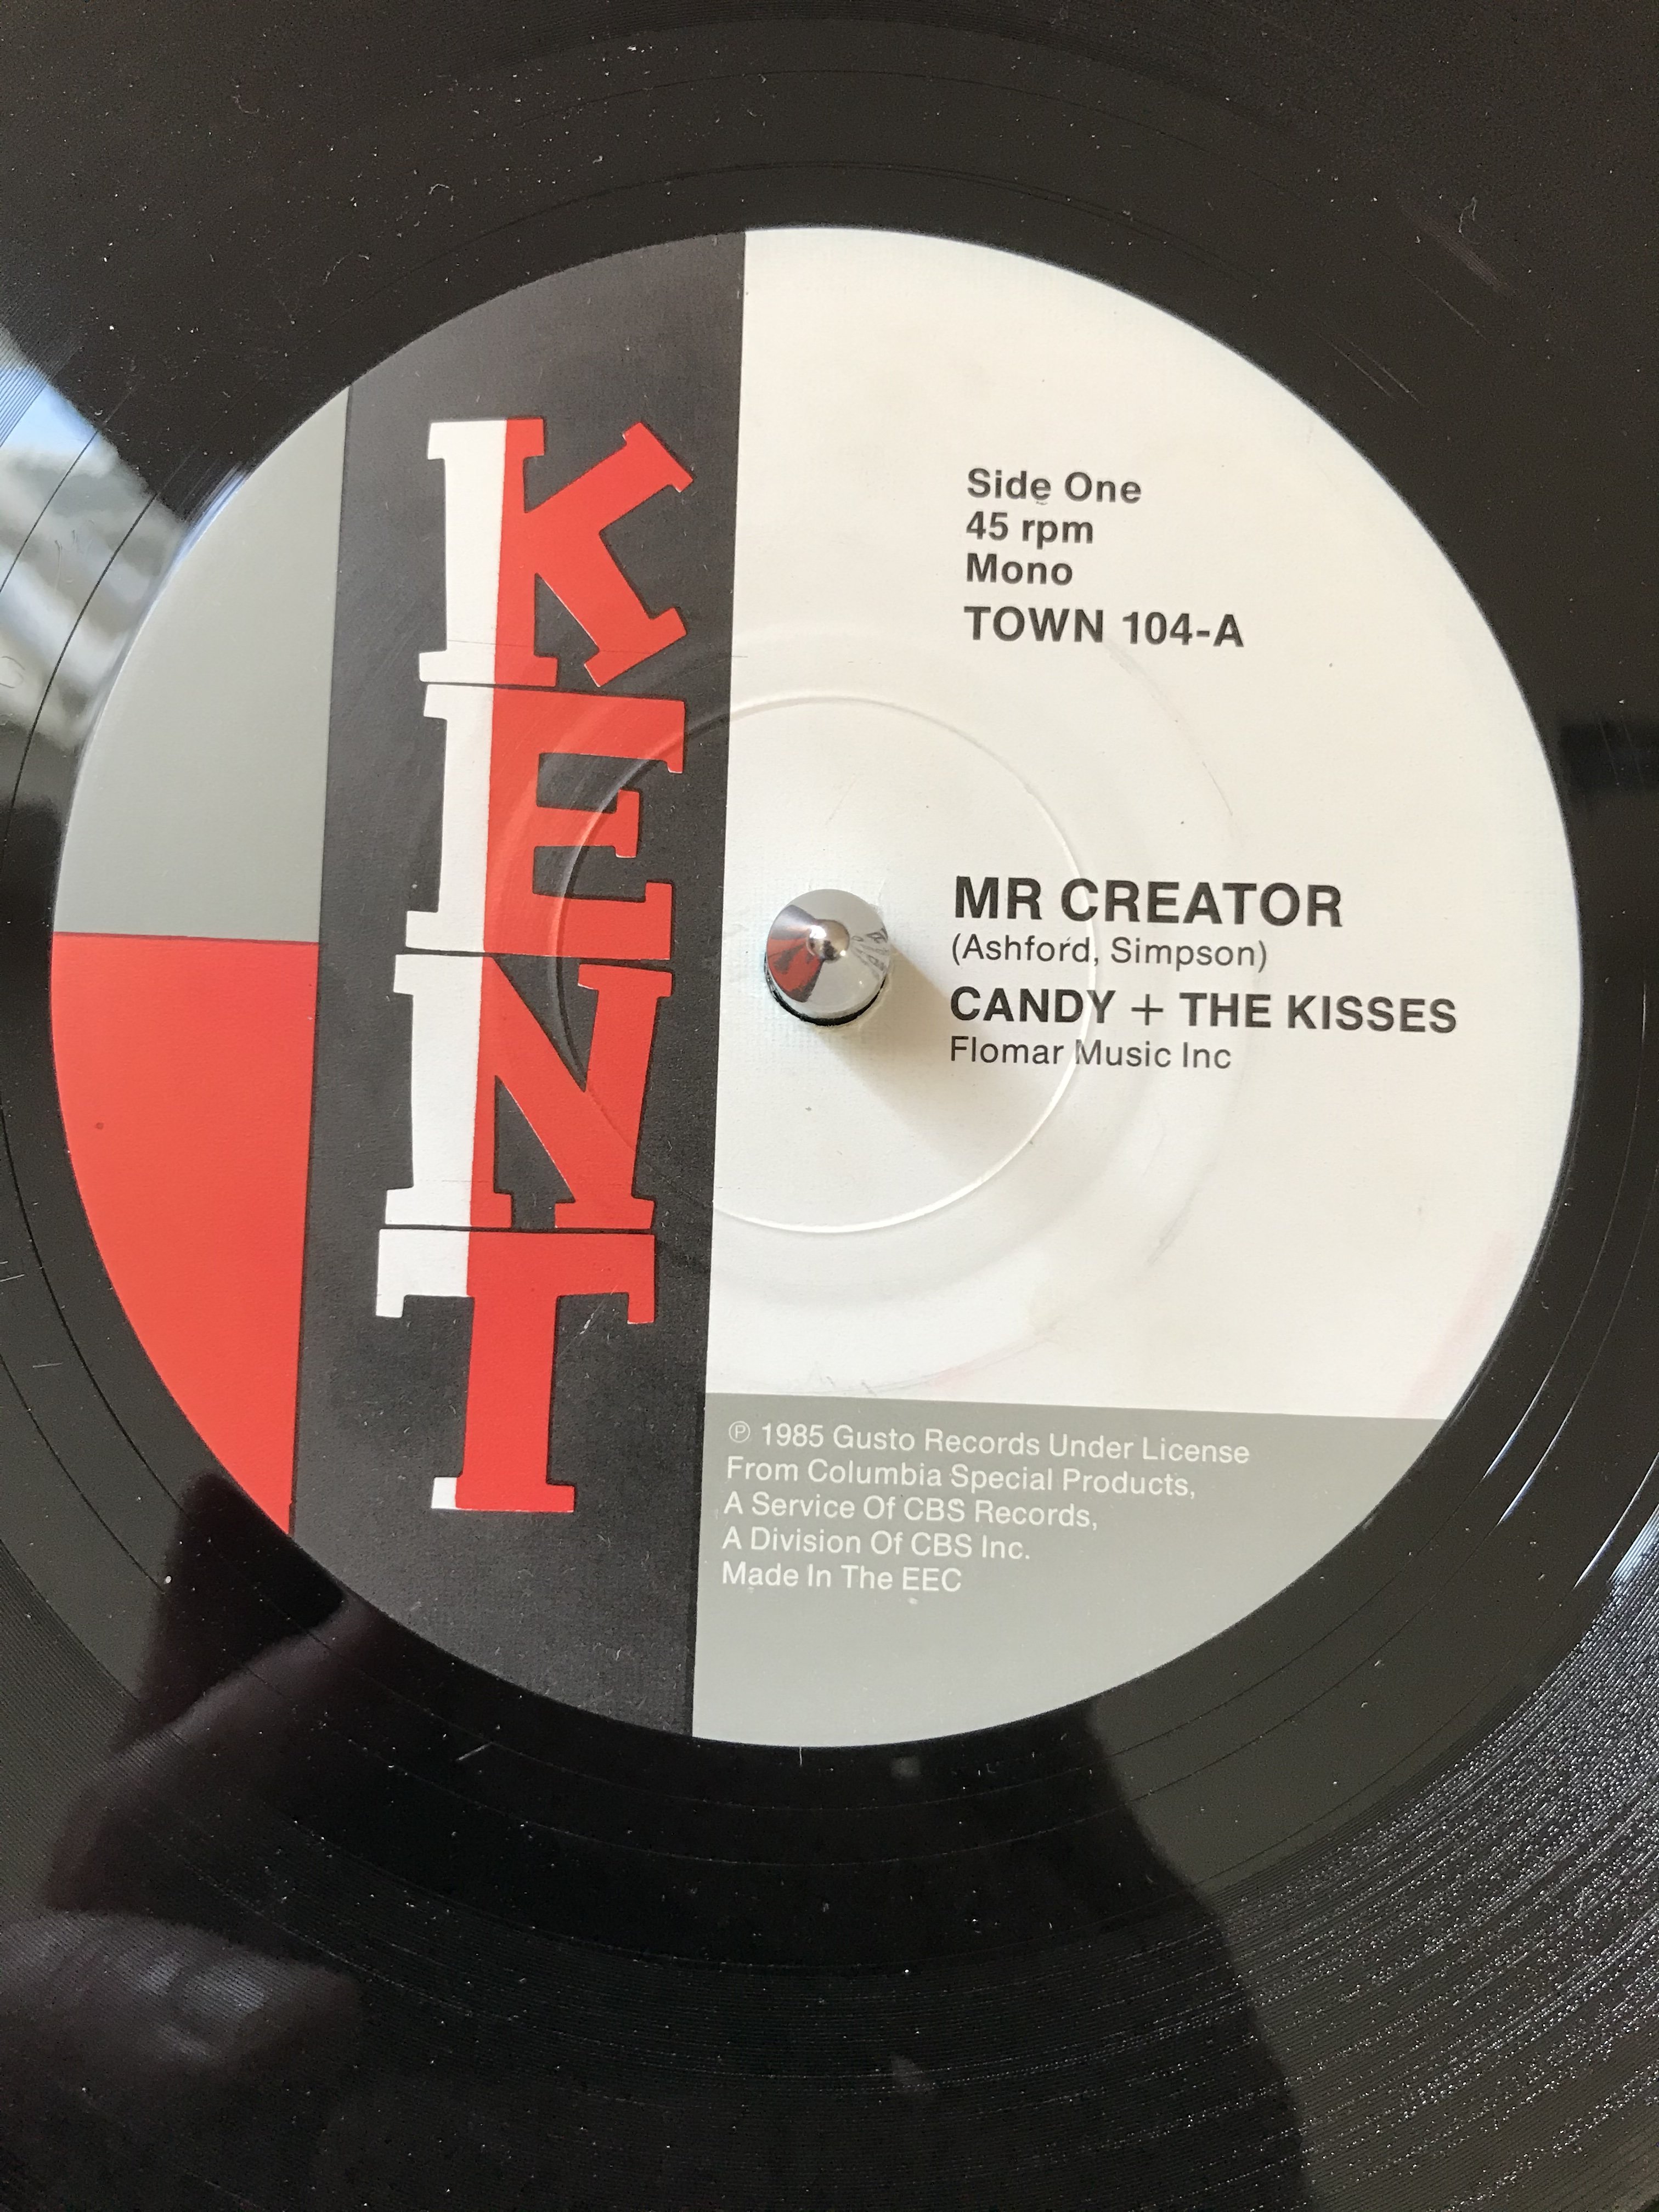 KENT
Side One
45 rpm
Mono
TOWN 104-A
MR CREATOR
(Ashford, Simpson)
CANDY + THE KISSES
Flomar Music Inc
℗ 1985 Gusto Records Under License
From Columbia Special Products,
A Service Of CBS Records,
A Division Of CBS Inc.
Made In The EEC